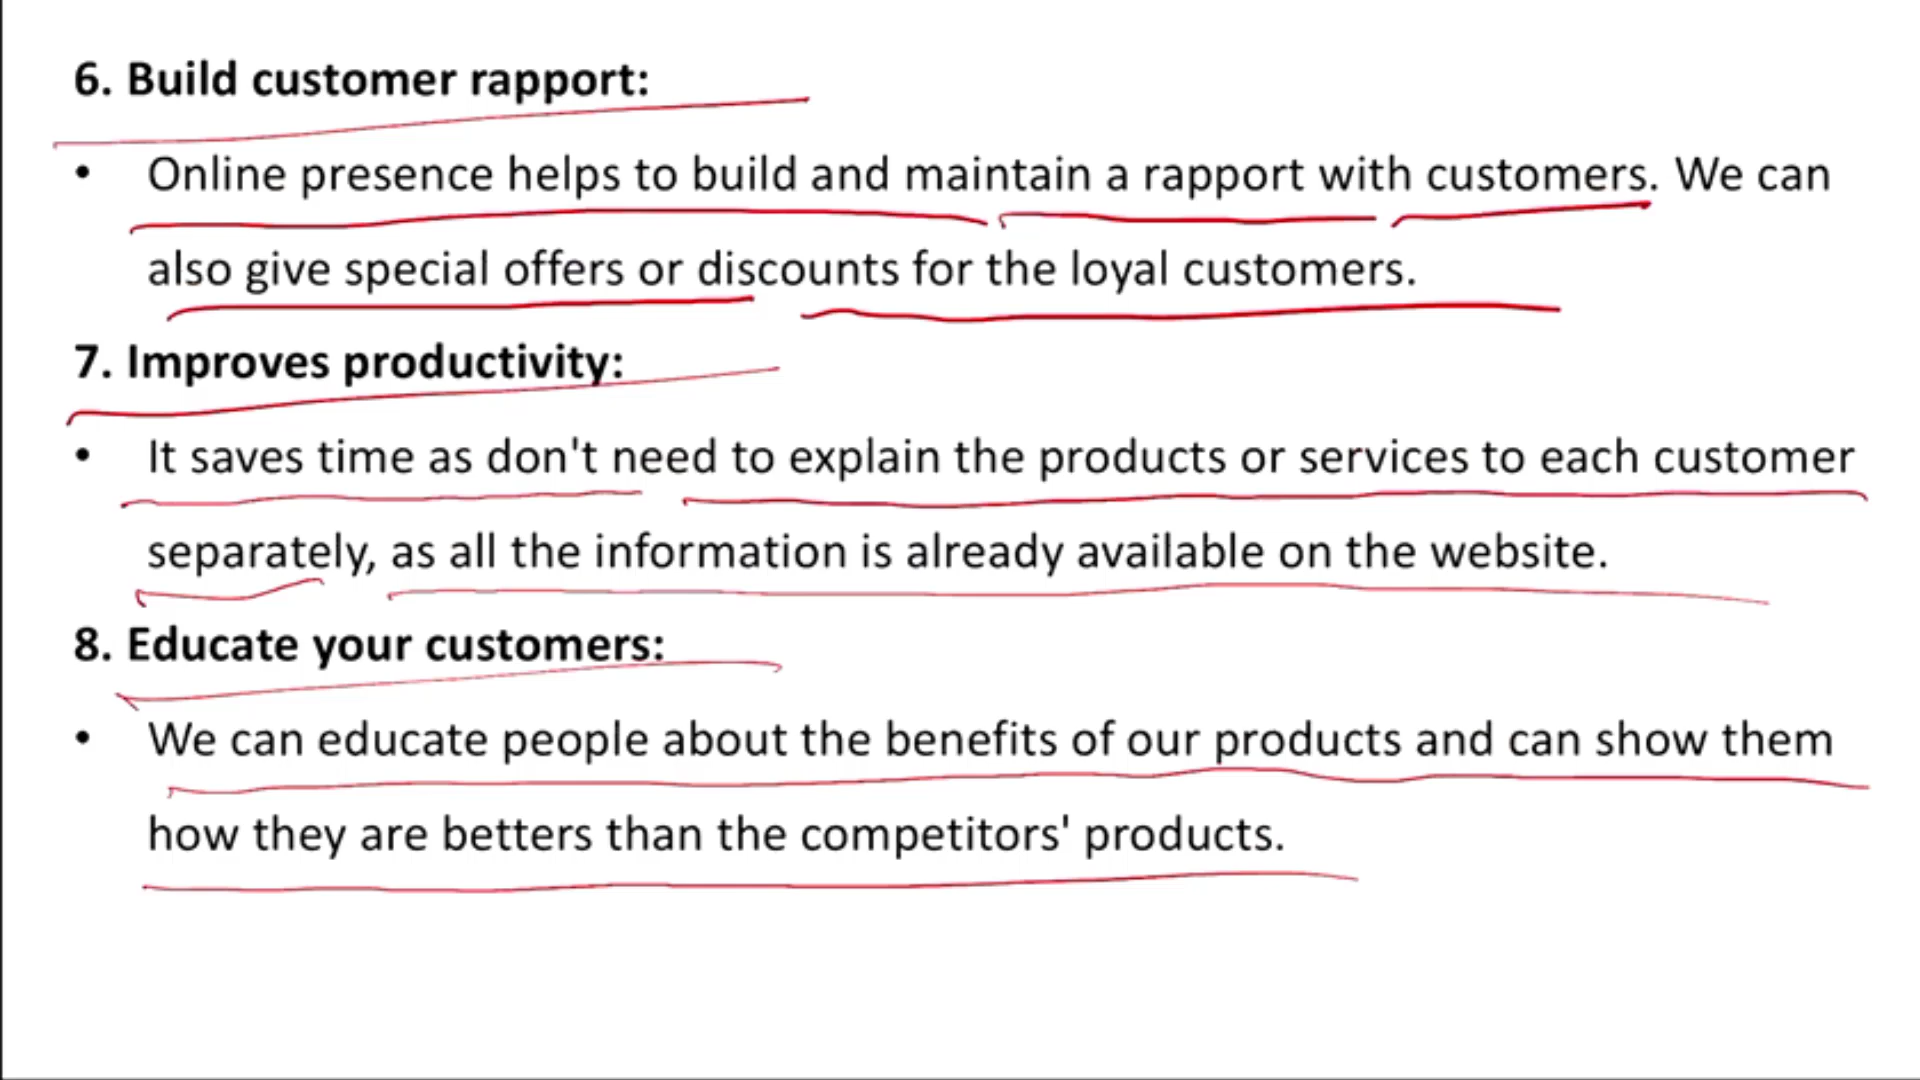 6. Build customer rapport:
• Online presence helps to build and maintain a rapport with customers. We can
also give special offers or discounts for the loyal customers.
7. Improves productivity:
• It saves time as don't need to explain the products or services to each customer
separately, as all the information is already available on the website.
8. Educate your customers:
• We can educate people about the benefits of our products and can show them
how they are betters than the competitors' products.